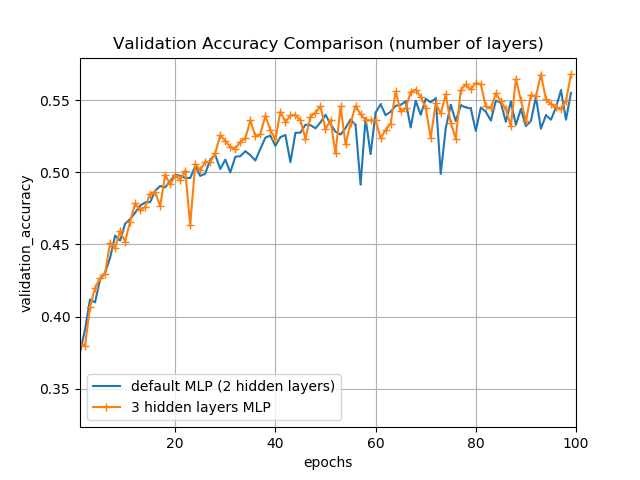 Validation Accuracy Comparison (number of layers)
validation_accuracy
0.55
0.50
0.45
0.40
0.35
default MLP (2 hidden layers)
3 hidden layers MLP
20
40
60
80
100
epochs